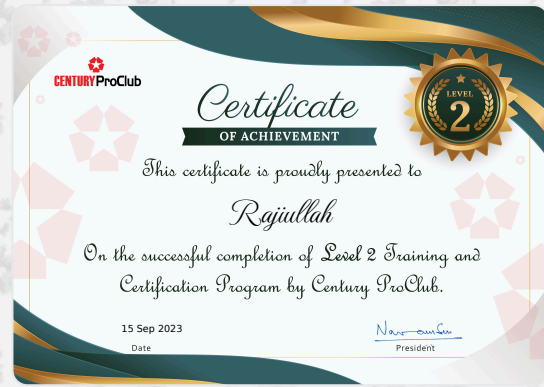 CENTURY ProClub
LEVEL
2
Certificate
OF ACHIEVEMENT
This certificate is proudly presented to
Rajiullah
On the successful completion of Level 2 Training and
Certification Program by Century ProClub.
15 Sep 2023
Date
President